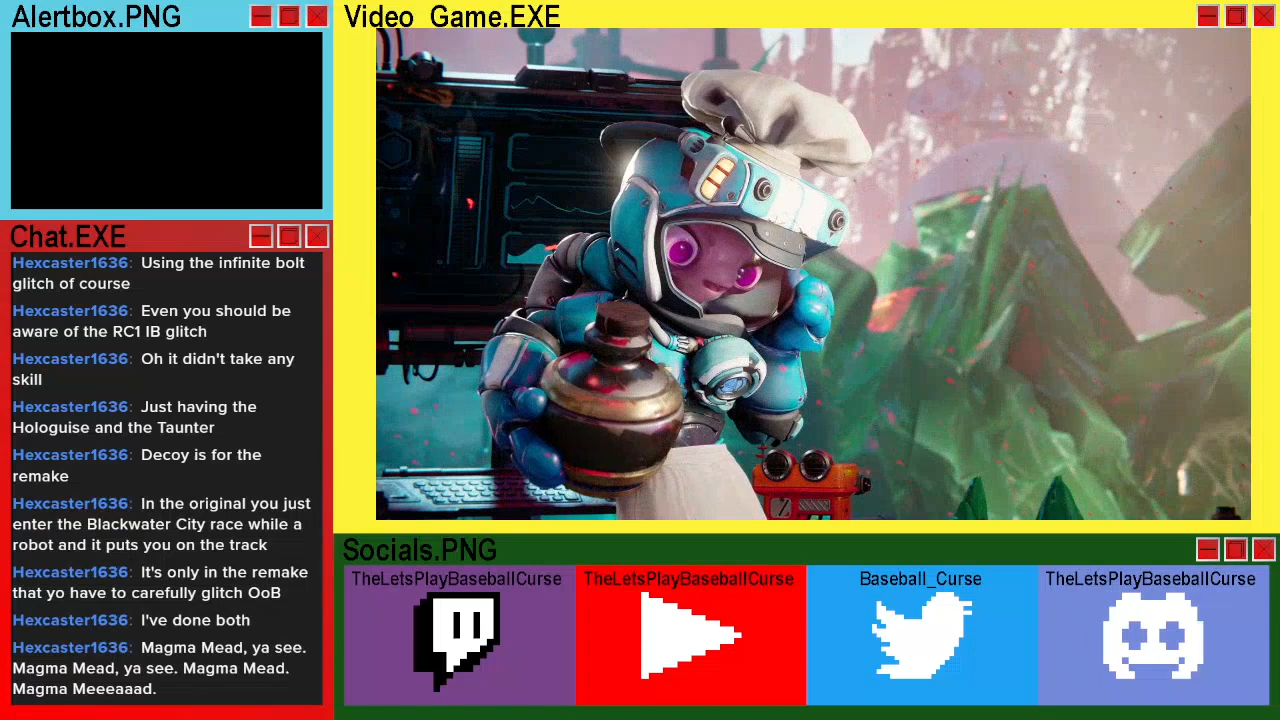 Alertbox.PNG
Video Game.EXE
Chat.EXE
Hexcaster1636: Using the infinite bolt
glitch of course
Hexcaster1636: Even you should be
aware of the RC1 IB glitch
Hexcaster1636: Oh it didn't take any
skill
Hexcaster1636: Just having the
Hologuise and the Taunter
Hexcaster1636: Decoy is for the
remake
Hexcaster1636: In the original you just
enter the Blackwater City race while a
robot and it puts you on the track
Hexcaster1636: It's only in the remake
that yo have to carefully glitch OoB
Hexcaster1636: I've done both
Hexcaster1636: Magma Mead, ya see.
Magma Mead, ya see. Magma Mead.
Magma Meeeaaad.
Socials.PNG
TheLetsPlayBaseballCurse
TheLetsPlayBaseballCurse
Baseball_Curse
TheLetsPlayBaseballCurse